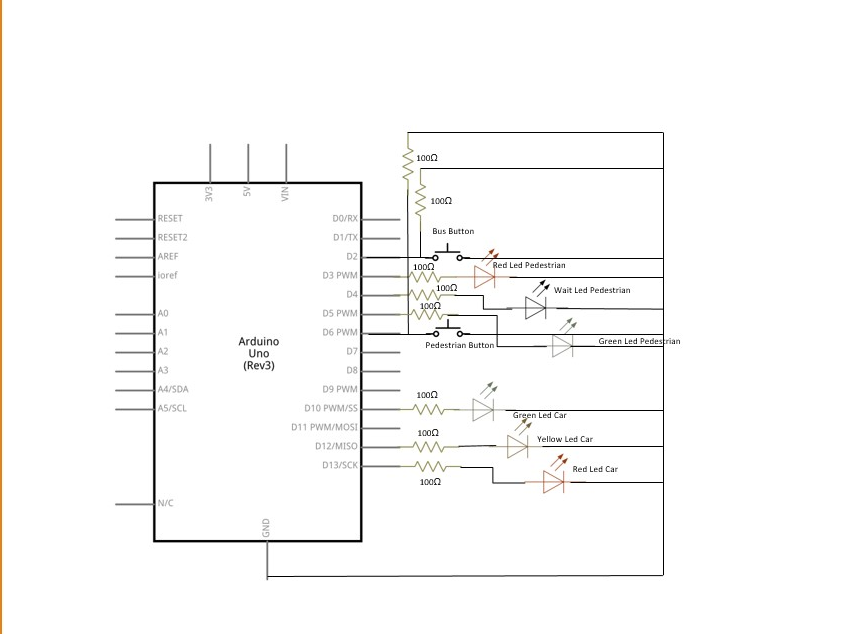 100Ω
100Ω
3V3
5V
VIN
RESET
D0/RX
Bus Button
RESET2
D1/TX
AREF
D2
100Ω
Red Led Pedestrian
ioref
D3 PWM
100Ω
Wait Led Pedestrian
D4
100Ω
A0
D5 PWM
A1
D6 PWM
Pedestrian Button
Green Led Pedestrian
Arduino
Uno
(Rev3)
A2
D7
A3
D8
A4/SDA
D9 PWM
100Ω
A5/SCL
D10 PWM/SS
Green Led Car
D11 PWM/MOSI
100Ω
Yellow Led Car
D12/MISO
D13/SCK
Red Led Car
100Ω
N/C
GND